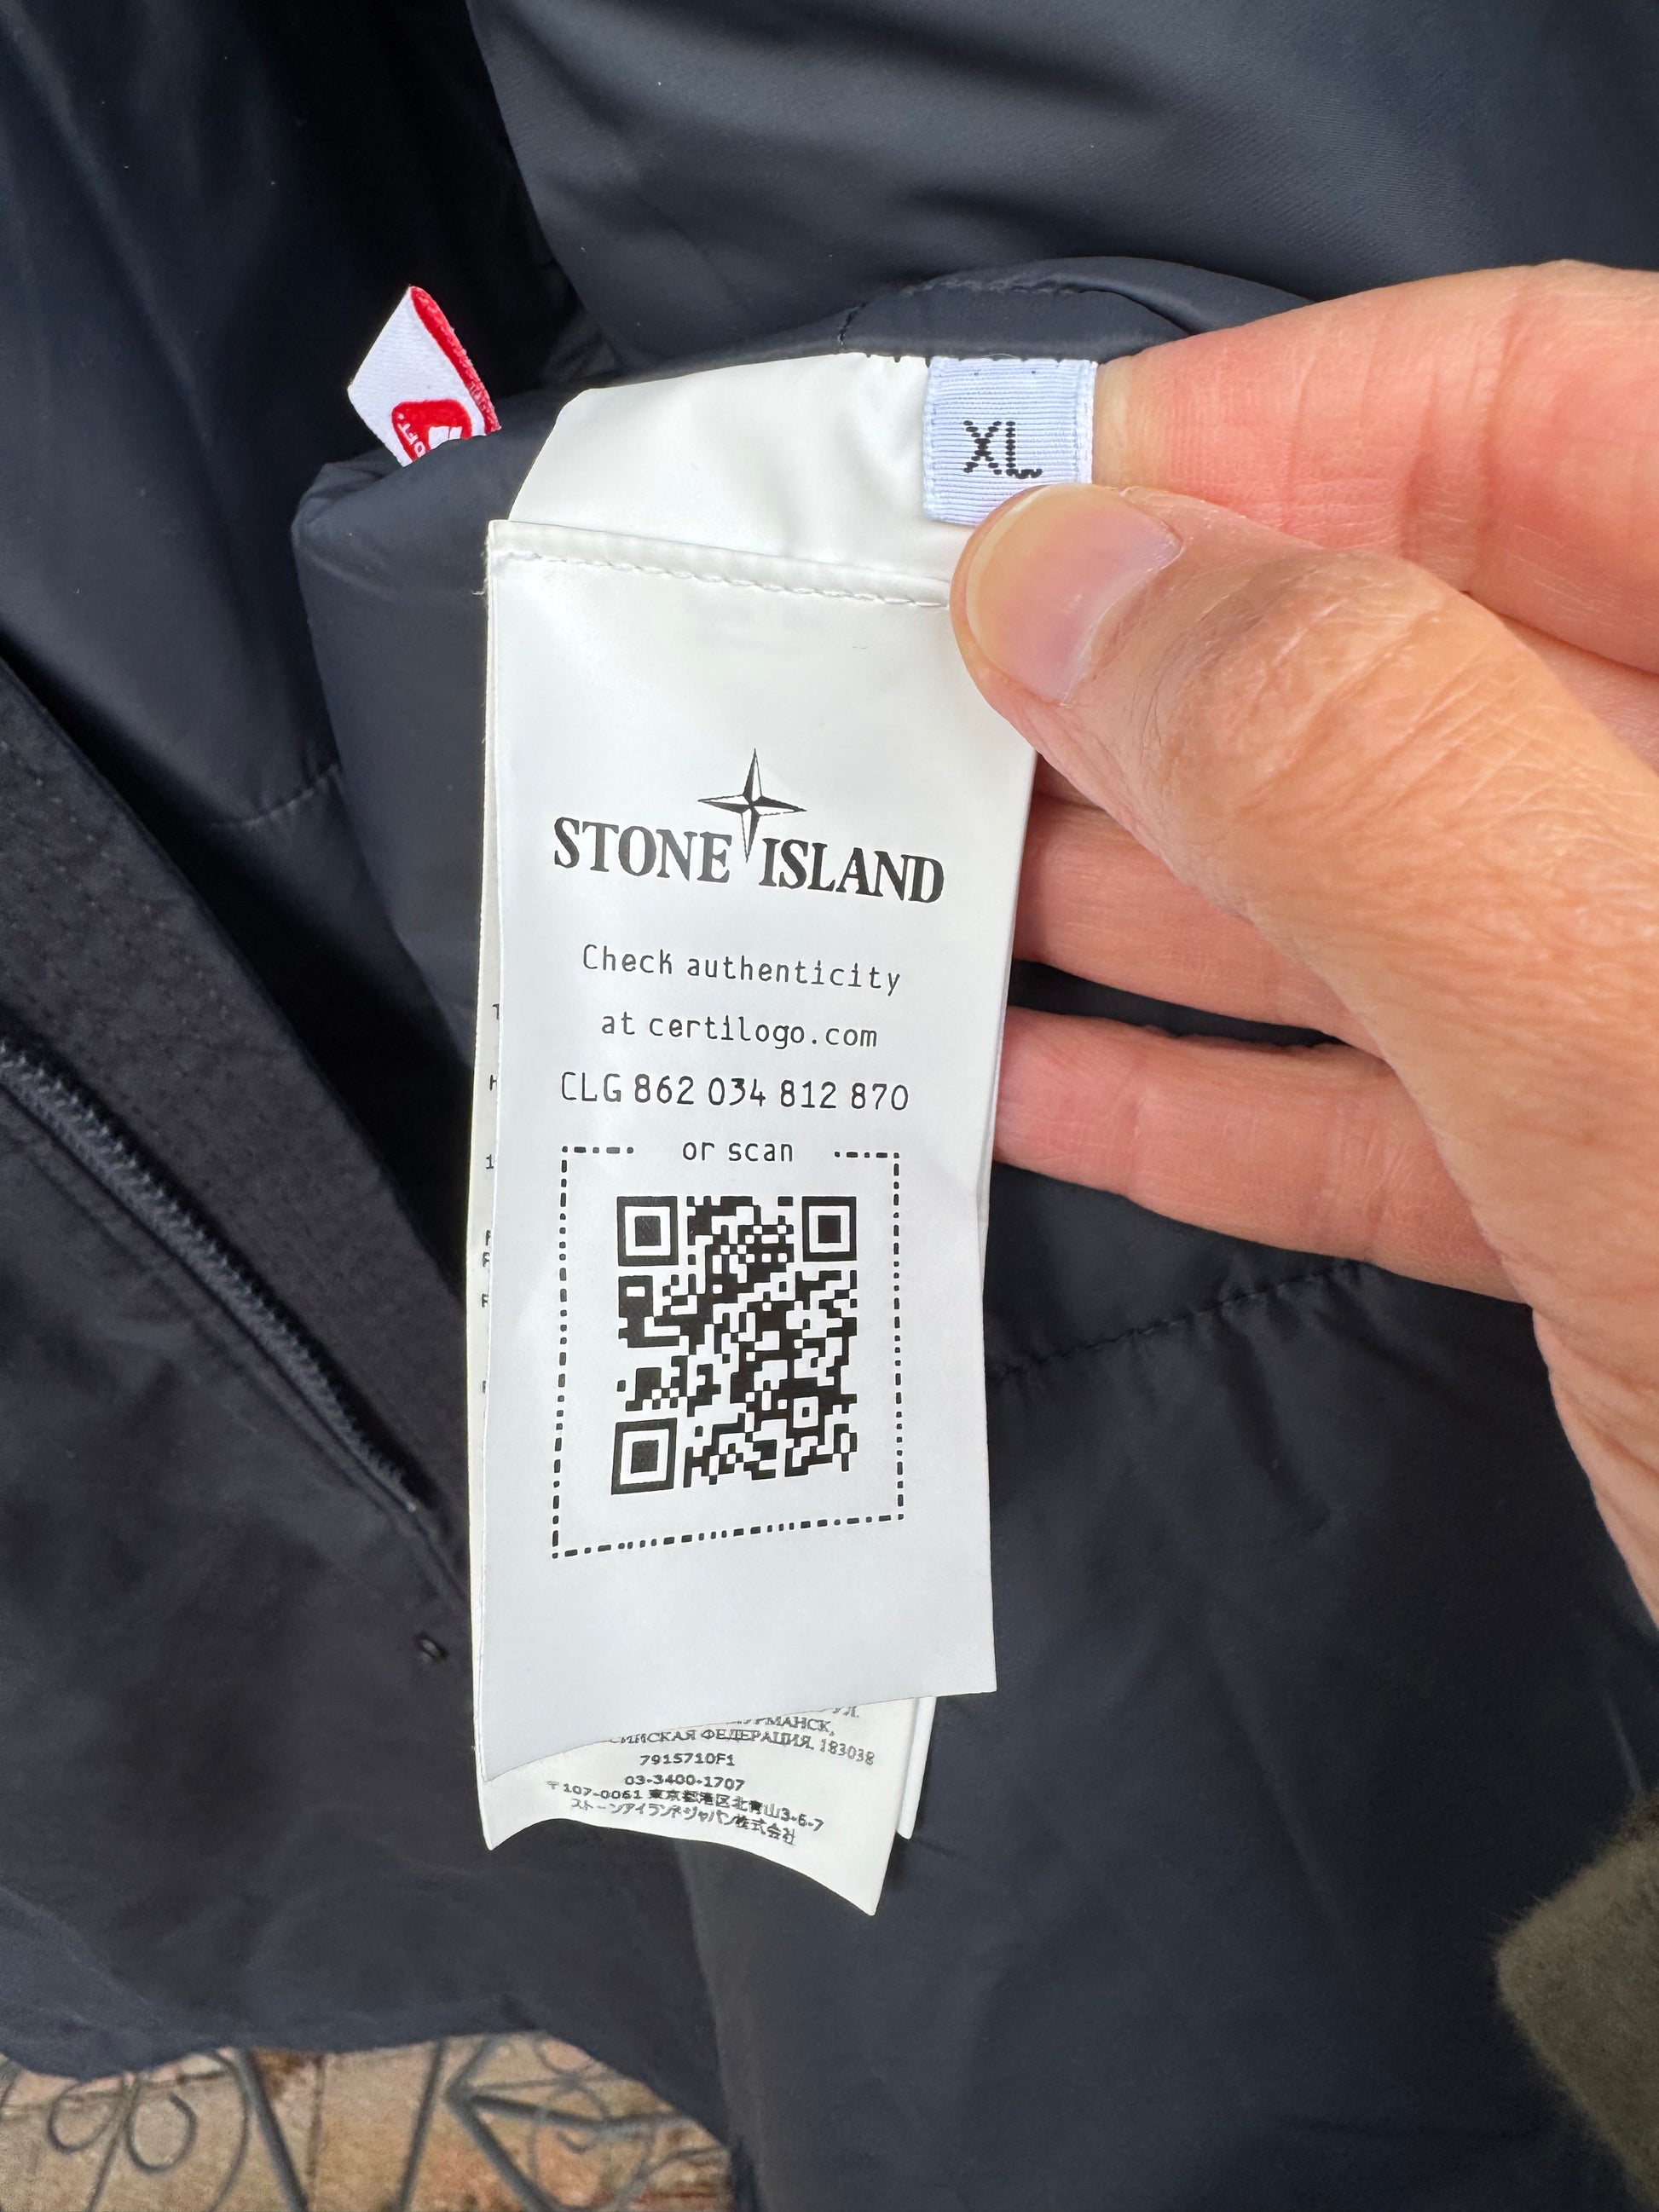 XL
STONE ISLAND
Check authenticity
at certilogo.com
CLG 862 034 812 870
or scan
ФЕДЕРАЦИЯ, 183038
7915710F1
03-3400-1707
〒107-0061 東京都港区北青山3-6-7
ストーンアイランドジャパン株式会社